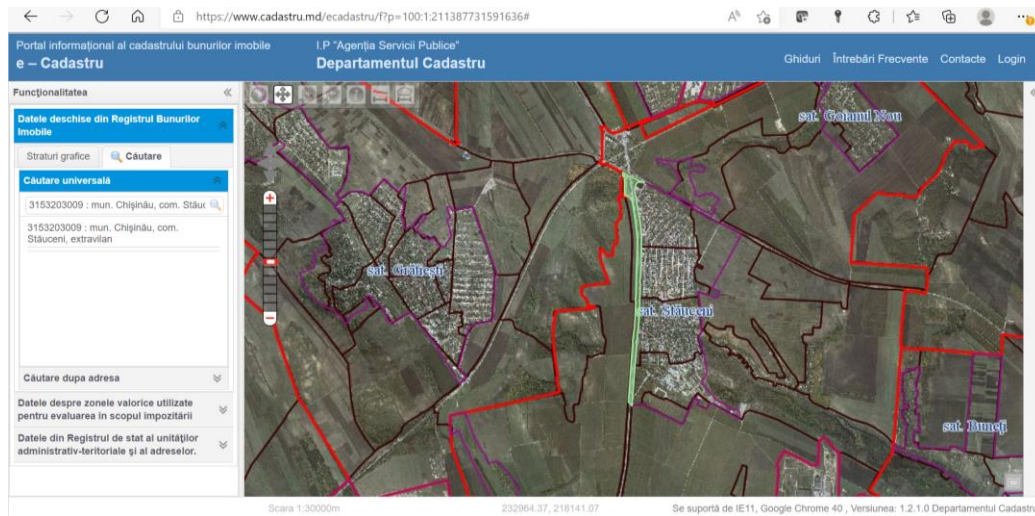 https://www.cadastru.md/ecadastru/f?p=100:1:211387731591636#
Portal informațional al cadastrului bunurilor imobile
e – Cadastru
I.P "Agenția Servicii Publice"
Departamentul Cadastru
Ghiduri Întrebări Frecvente Contacte Login
Funcționalitatea
Datele deschise din Registrul Bunurilor
Imobile
Straturi grafice
Căutare
Căutare universală
3153203009 : mun. Chișinău, com. Stăuc
3153203009 : mun. Chișinău, com.
Stăuceni, extravilan
Căutare dupa adresa
Datele despre zonele valorice utilizate
pentru evaluarea in scopul impozitării
Datele din Registrul de stat al unităților
administrativ-teritoriale și al adreselor.
sat. Goianul Nou
sat. Grătiești
sat. Stăuceni
sat. Buneți
Scara 1:30000m
232964.37, 218141.07
Se suportă de IE11, Google Chrome 40 , Versiunea: 1.2.1.0 Departamentul Cadastru